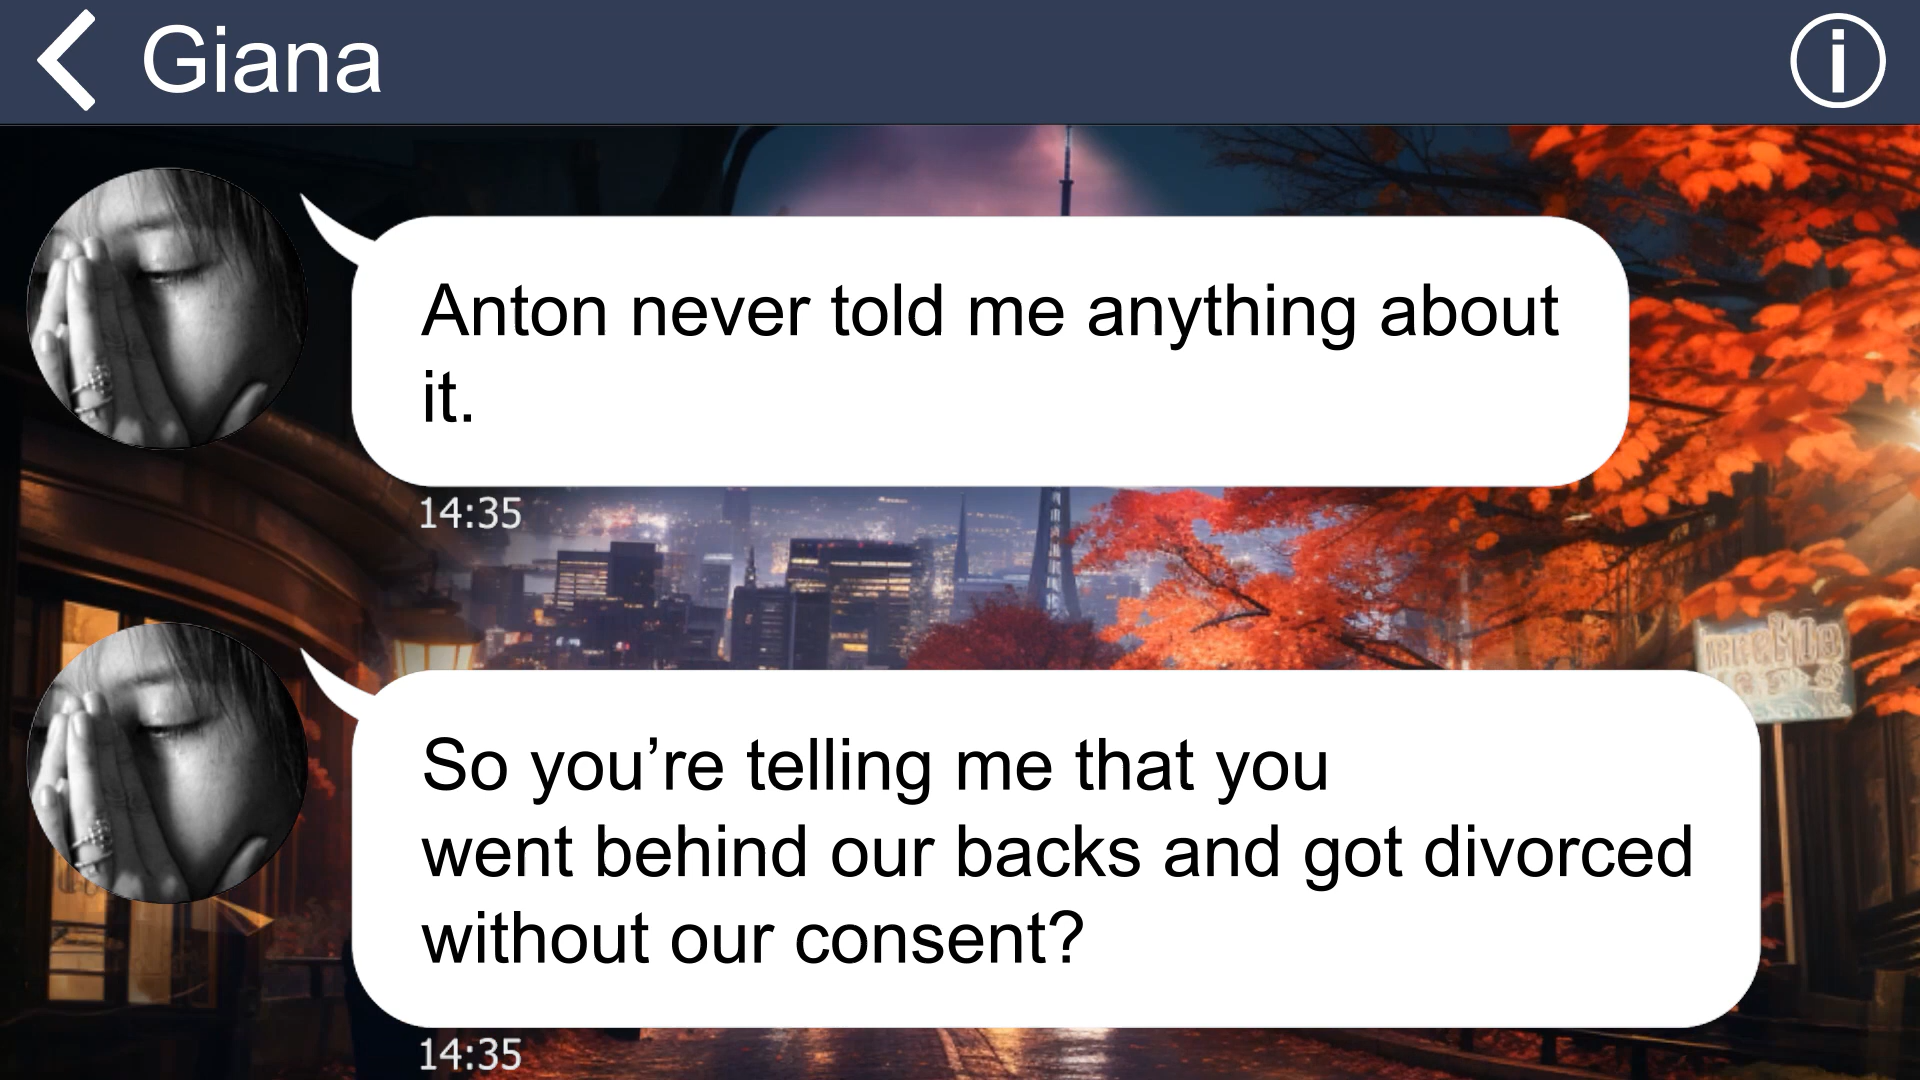 Giana
Anton never told me anything about
it.
14:35
So you’re telling me that you
went behind our backs and got divorced
without our consent?
14:35